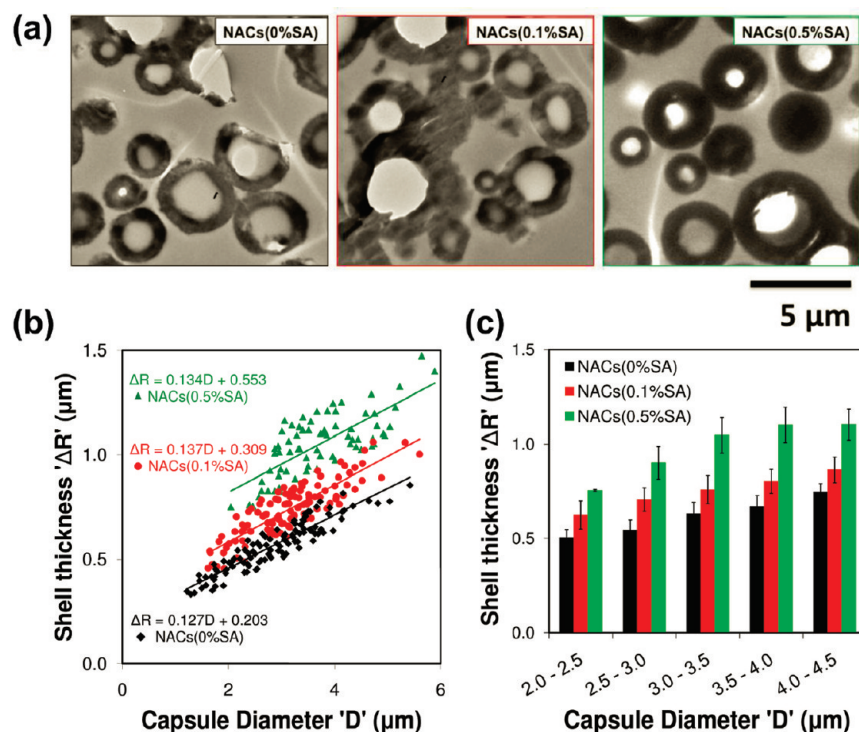 (a)
NACs(0%SA)
NACs(0.1%SA)
NACs(0.5%SA)
5 µm
(b)
Shell thickness 'ΔR' (µm)
1.5
1.0
0.5
0.0
ΔR = 0.134D + 0.553
NACs(0.5%SA)
ΔR = 0.137D + 0.309
NACs(0.1%SA)
ΔR = 0.127D + 0.203
NACs(0%SA)
0
2
4
6
Capsule Diameter 'D' (µm)
(c)
Shell thickness 'ΔR' (µm)
1.5
1.0
0.5
0.0
NACs(0%SA)
NACs(0.1%SA)
NACs(0.5%SA)
2.0 - 2.5
2.5 - 3.0
3.0 - 3.5
3.5 - 4.0
4.0 - 4.5
Capsule Diameter 'D' (µm)